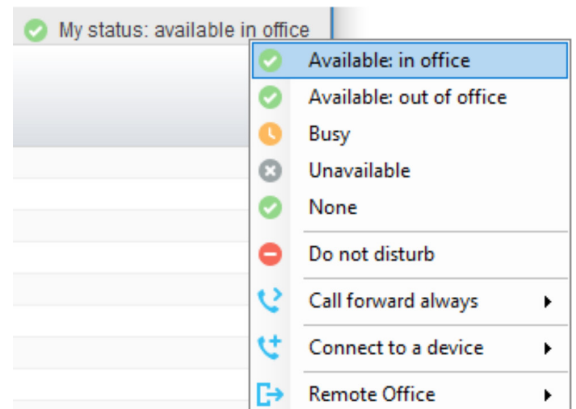 My status: available in office
Available: in office
Available: out of office
Busy
Unavailable
None
Do not disturb
Call forward always
Connect to a device
Remote Office